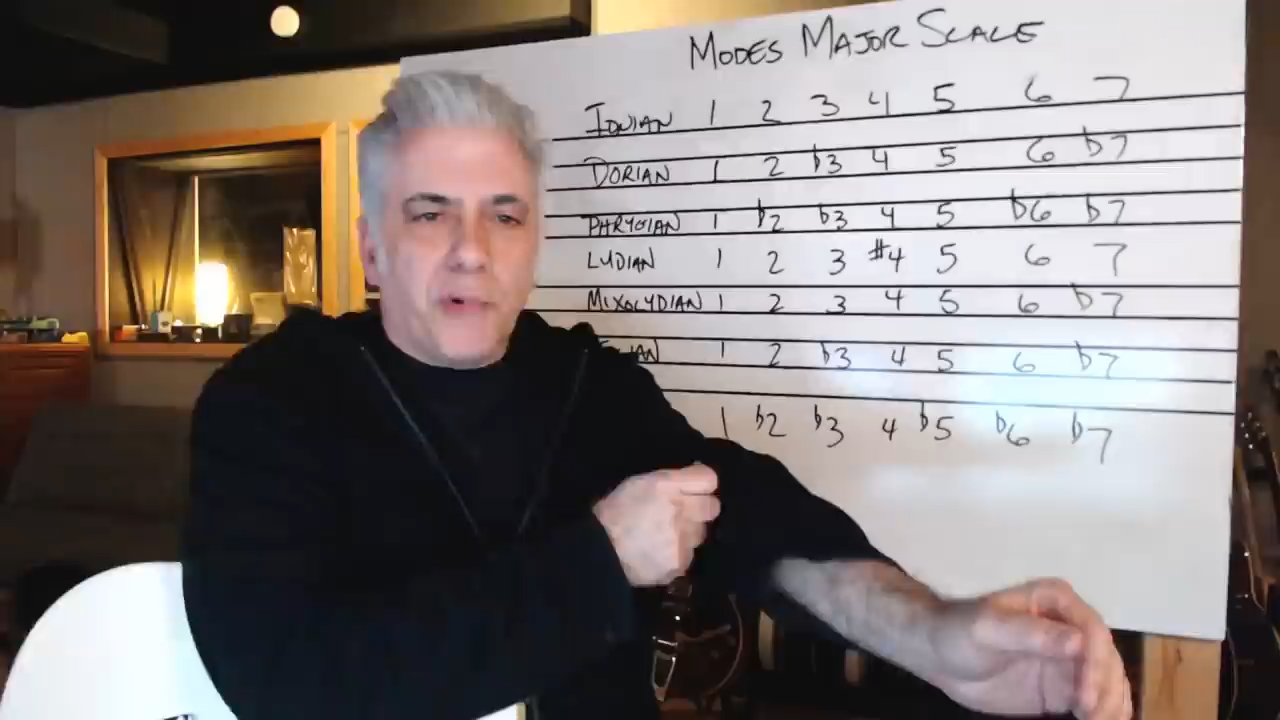 MODES MAJOR SCALE
IONIAN 1 2 3 4 5 6 7
DORIAN 1 2 b3 4 5 6 b7
PHRYGIAN 1 b2 b3 4 5 b6 b7
LYDIAN 1 2 3 #4 5 6 7
MIXOLYDIAN 1 2 3 4 5 6 b7
1 2 b3 4 5 6 b7
1 b2 b3 4 b5 b6 b7